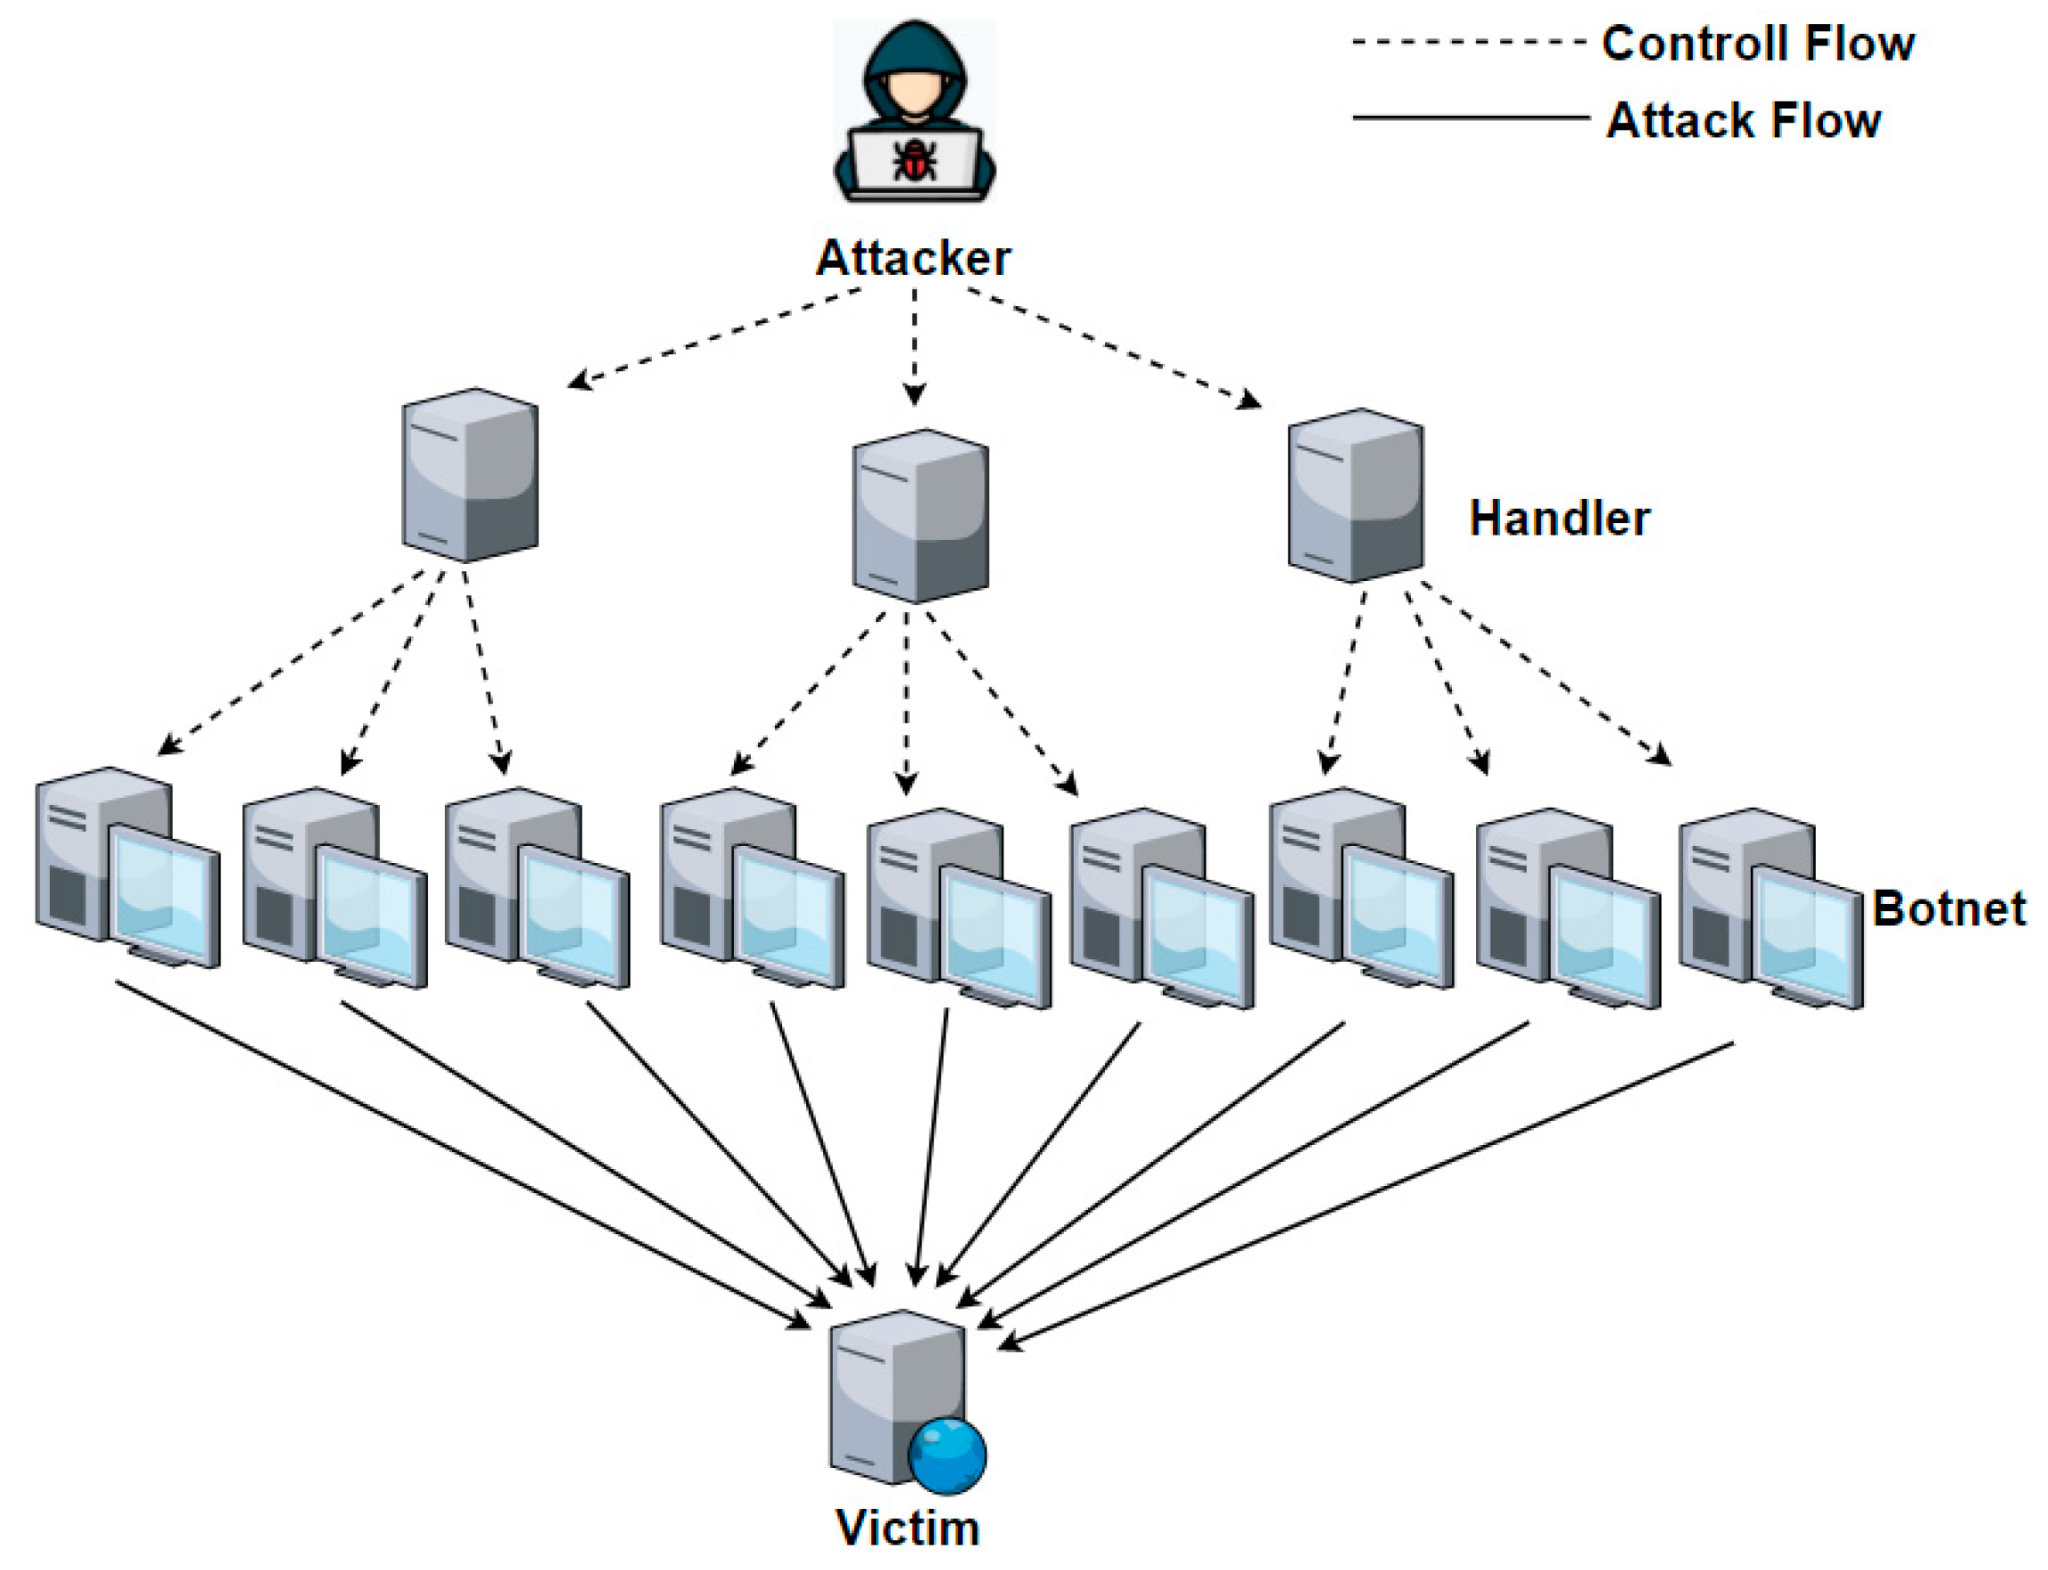 Controll Flow
Attack Flow
Attacker
Handler
Botnet
Victim